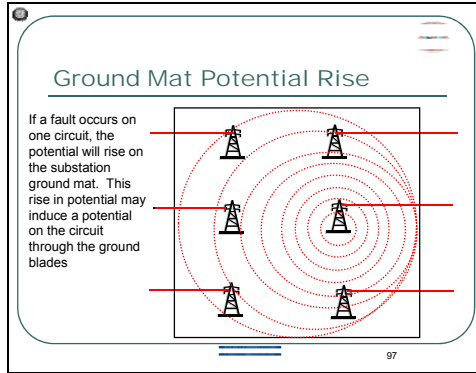 Ground Mat Potential Rise
If a fault occurs on
one circuit, the
potential will rise on
the substation
ground mat. This
rise in potential may
induce a potential
on the circuit
through the ground
blades
97